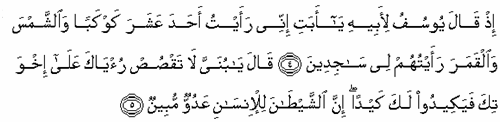 إِذْ قَالَ يُوسُفُ لِأَبِيهِ يَـٰٓأَبَتِ إِنِّى رَأَيْتُ أَحَدَ عَشَرَ كَوْكَبًا وَٱلشَّمْسَ
وَٱلْقَمَرَ رَأَيْتُهُمْ لِى سَـٰجِدِينَ ﴿٤﴾ قَالَ يَـٰبُنَىَّ لَا تَقْصُصْ رُءْيَاكَ عَلَىٰٓ إِخْوَ
تِكَ فَيَكِيدُوا۟ لَكَ كَيْدًا ۖ إِنَّ ٱلشَّيْطَـٰنَ لِلْإِنسَـٰنِ عَدُوٌّ مُّبِينٌ ﴿٥﴾